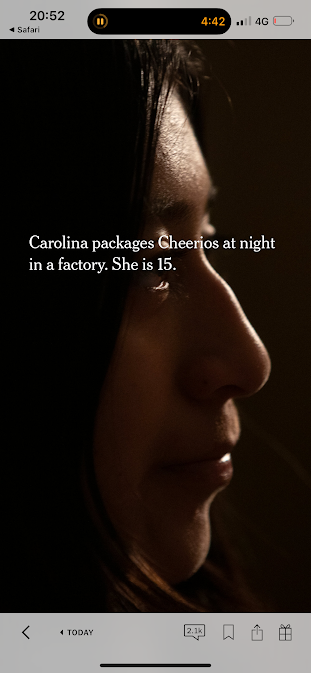 20:52
4:42
4G
◀ Safari
Carolina packages Cheerios at night
in a factory. She is 15.
◀ TODAY
2.1k